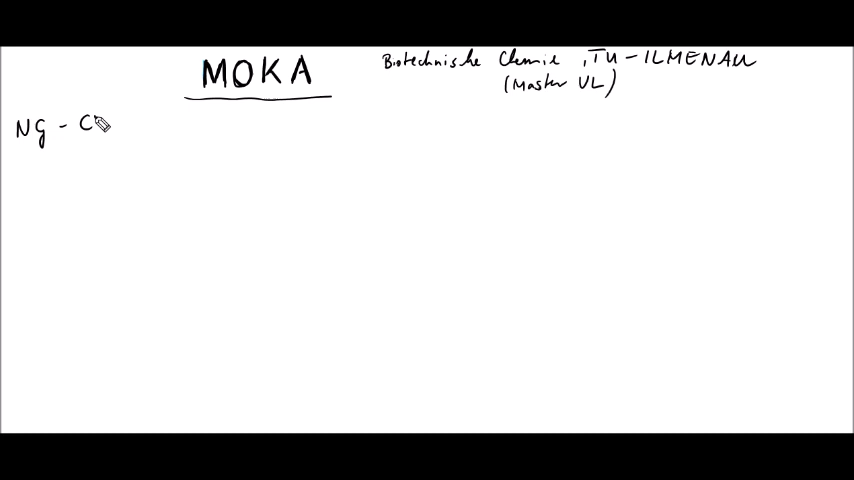 MOKA
Biotechnische Chemie, TU-ILMENAU
(Master VL)
NG - C